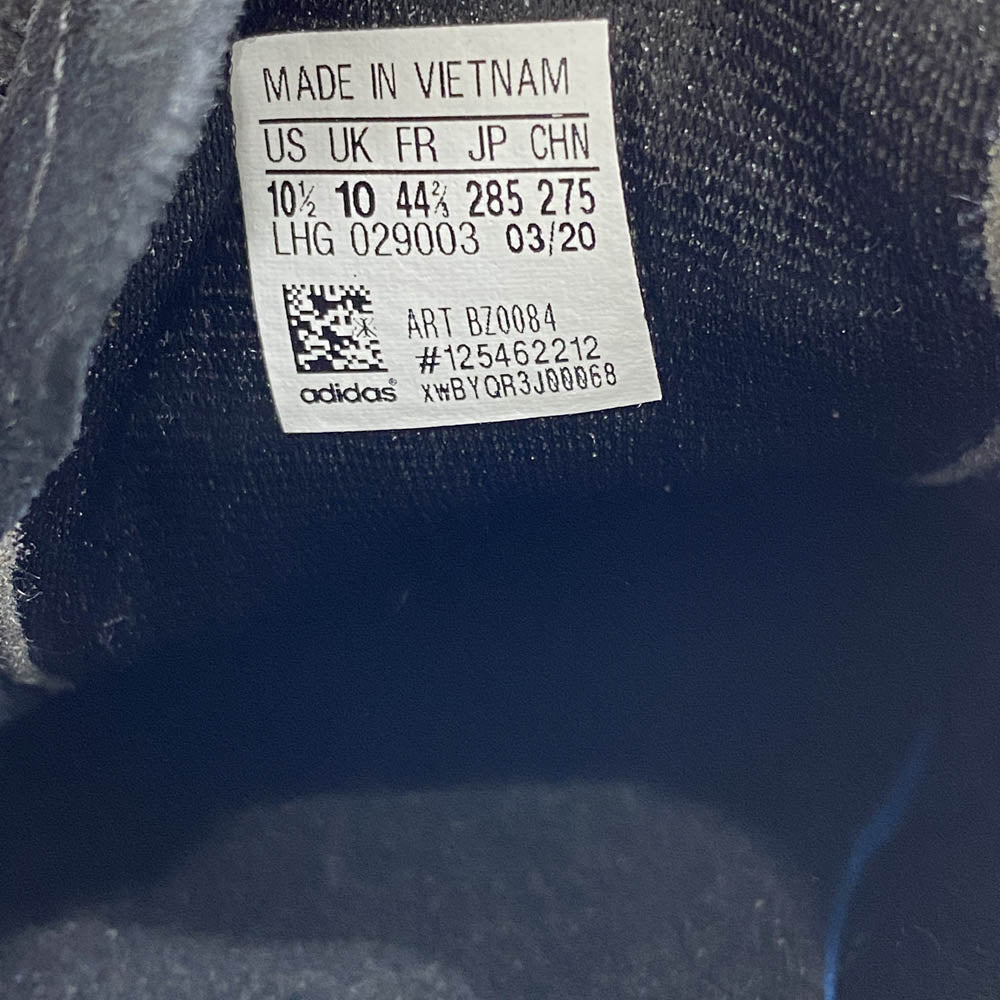 MADE IN VIETNAM
US UK FR JP CHN
10½ 10 44⅔ 285 275
LHG 029003 03/20
ART BZ0084
#125462212
adidas® xwBYQR3J00068